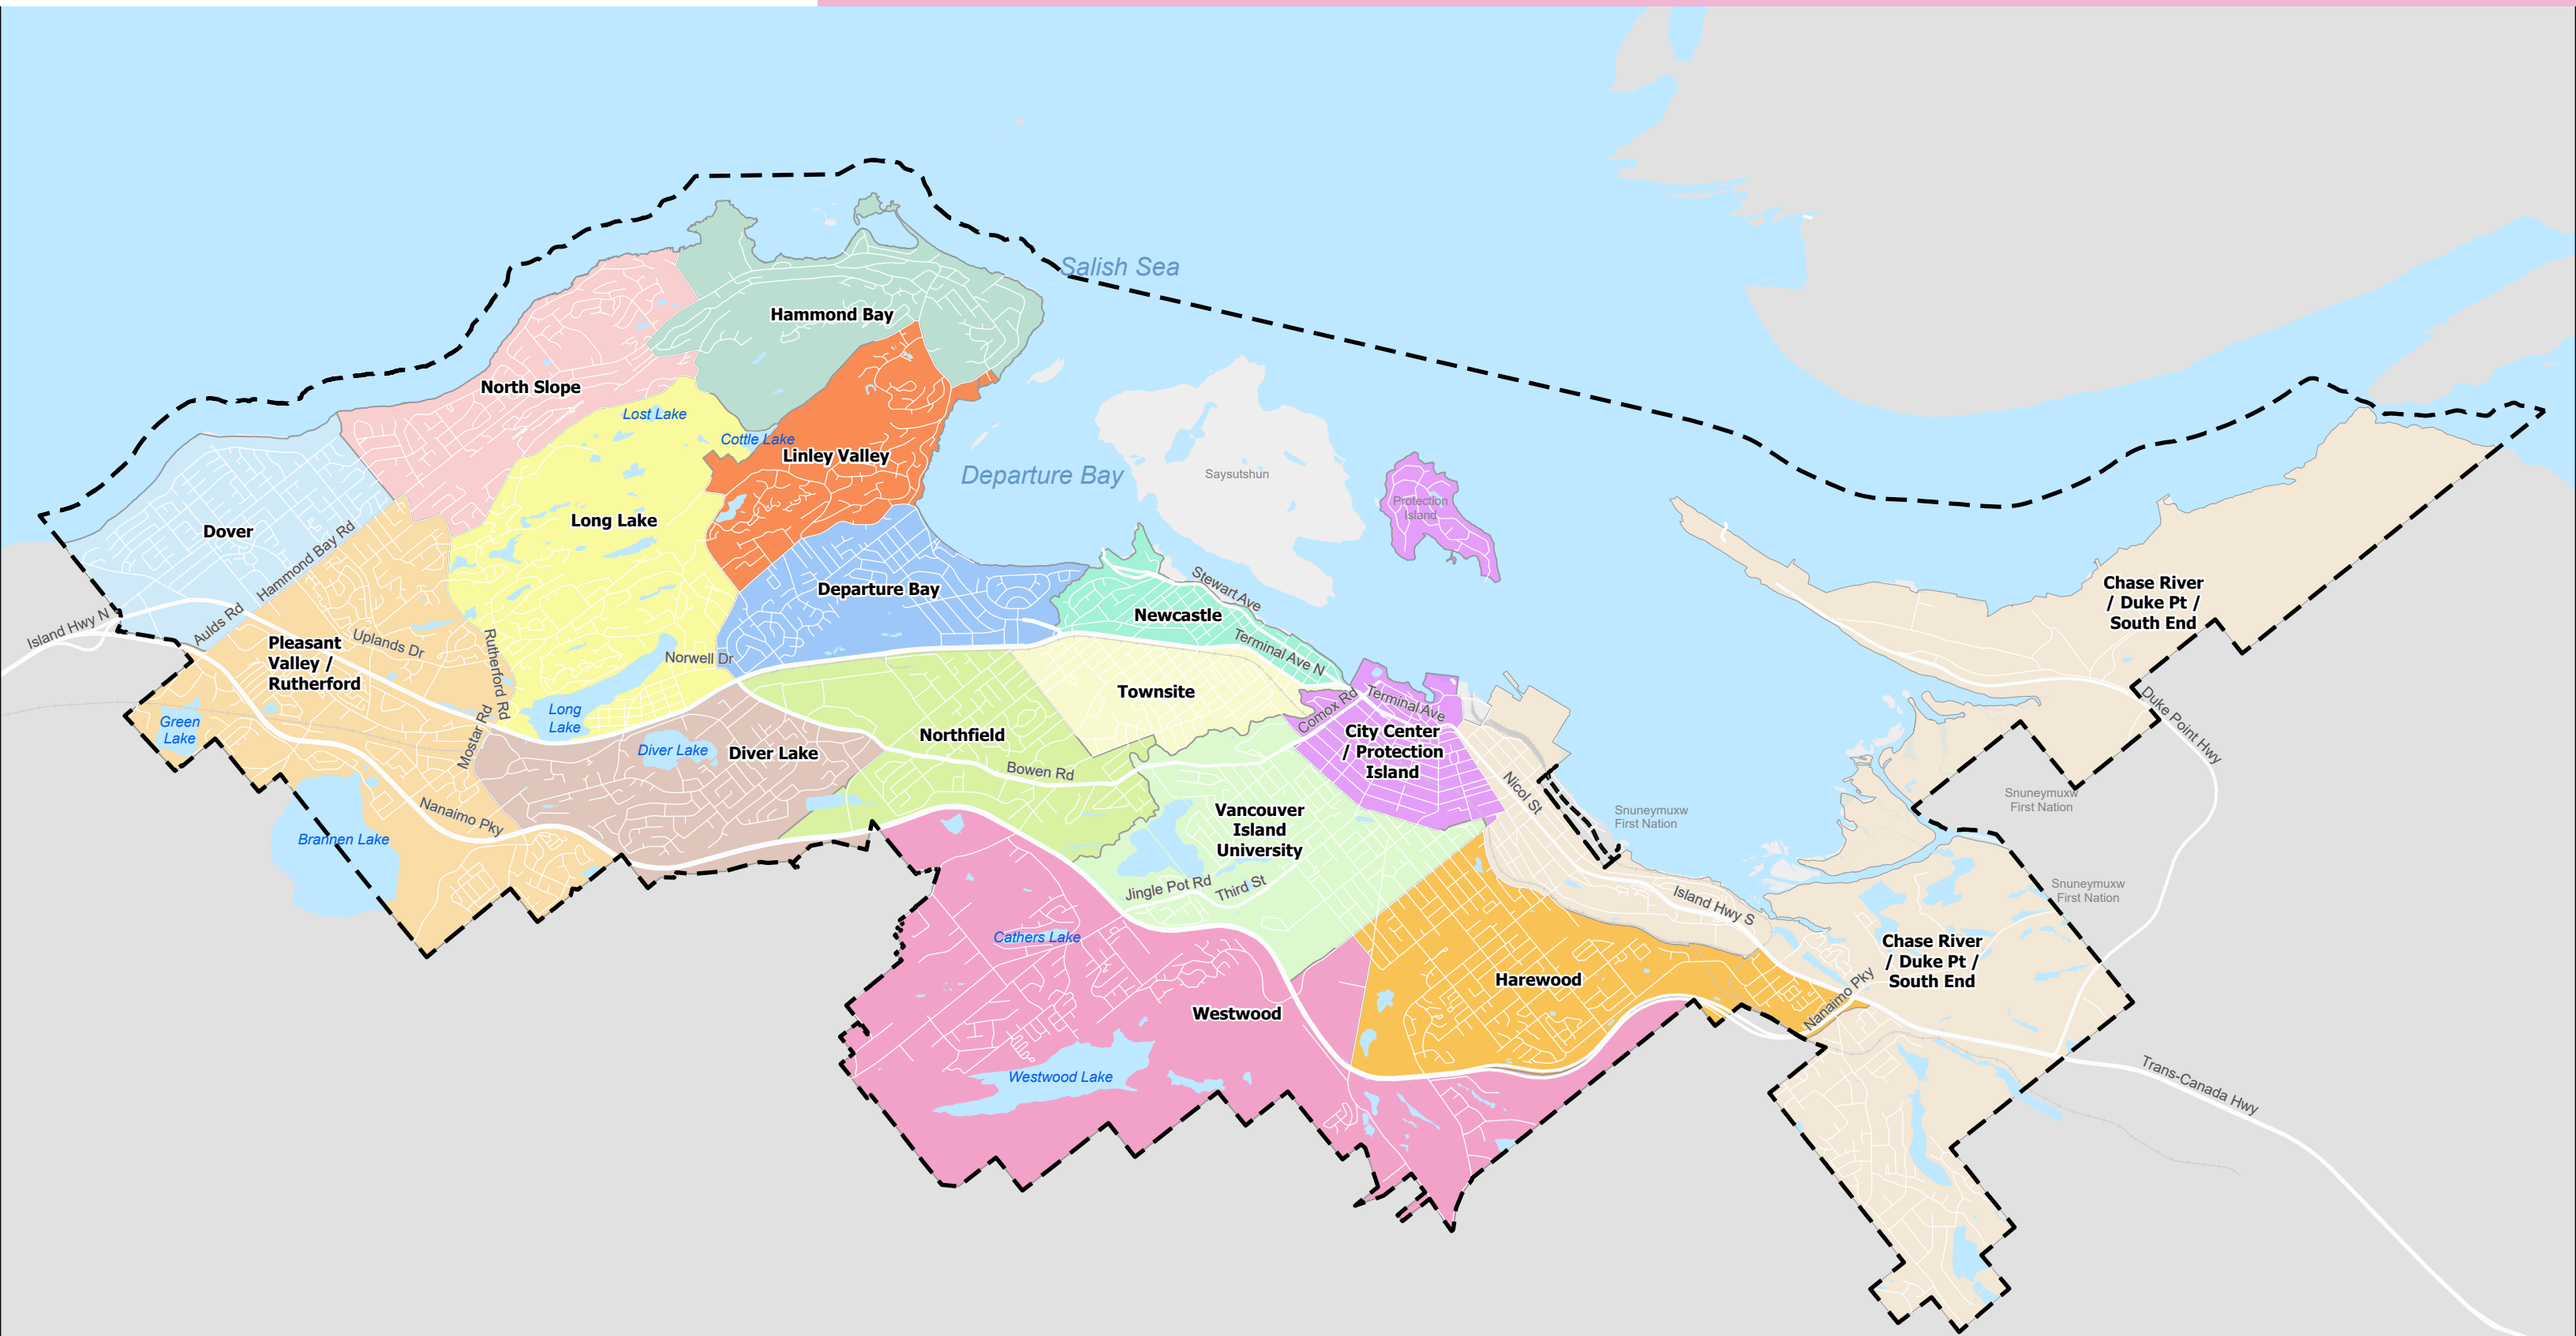 Salish Sea
Hammond Bay
North Slope
Lost Lake
Cottle Lake
Linley Valley
Departure Bay
Saysutshun
Protection
Island
Long Lake
Dover
Hammond Bay Rd
Departure Bay
Newcastle
Stewart Ave
Chase River
/ Duke Pt /
South End
Island Hwy N
Aulds Rd
Pleasant
Valley /
Rutherford
Uplands Dr
Rutherford Rd
Norwell Dr
Terminal Ave N
Townsite
Comox Rd
Terminal Ave
Green
Lake
Long
Lake
Mostar Rd
Diver Lake
Diver Lake
Northfield
Bowen Rd
City Center
/ Protection
Island
Duke Point Hwy
Nanaimo Pky
Brannen Lake
Vancouver
Island
University
Nicol St
Snuneymuxw
First Nation
Snuneymuxw
First Nation
Jingle Pot Rd
Third St
Island Hwy S
Snuneymuxw
First Nation
Cathers Lake
Westwood
Harewood
Chase River
/ Duke Pt /
South End
Nanaimo Pky
Westwood Lake
Trans-Canada Hwy